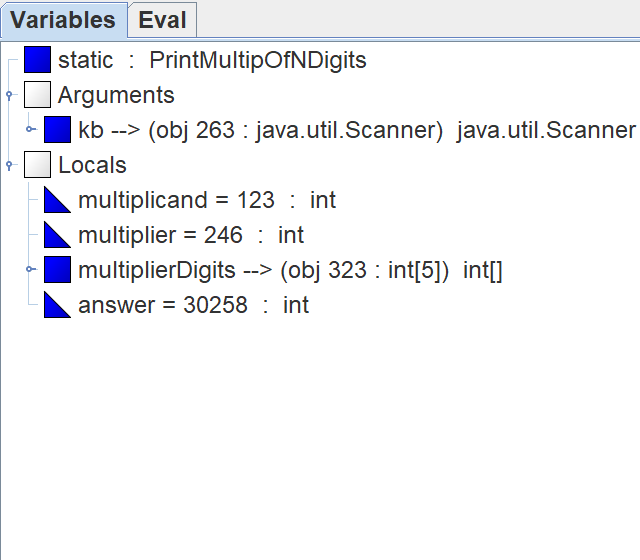 Variables Eval
static : PrintMultipOfNDigits
Arguments
kb --> (obj 263 : java.util.Scanner) java.util.Scanner
Locals
multiplicand = 123 : int
multiplier = 246 : int
multiplierDigits --> (obj 323 : int[5]) int[]
answer = 30258 : int